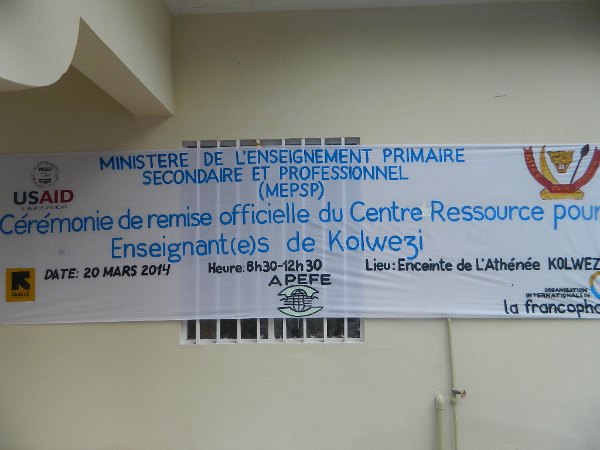 MINISTERE DE L'ENSEIGNEMENT PRIMAIRE
SECONDAIRE ET PROFESSIONNEL
(MEPSP)
USAID
Cérémonie de remise officielle du Centre Ressource pour
Enseignant(e)s de Kolwezi
DATE: 20 MARS 2014 Heure: 8h30-12h30 Lieu: Enceinte de L'Athénée KOLWEZ
APEFE
ORGANISATION
INTERNATIONALE DE
la francopho